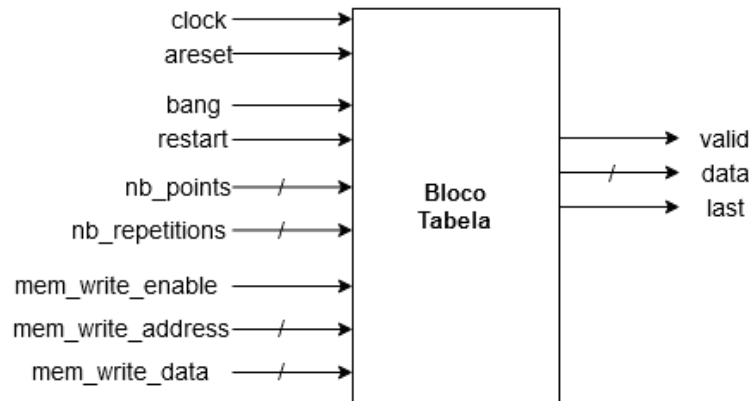 clock
areset
bang
restart
nb_points
nb_repetitions
mem_write_enable
mem_write_address
mem_write_data
Bloco
Tabela
valid
data
last